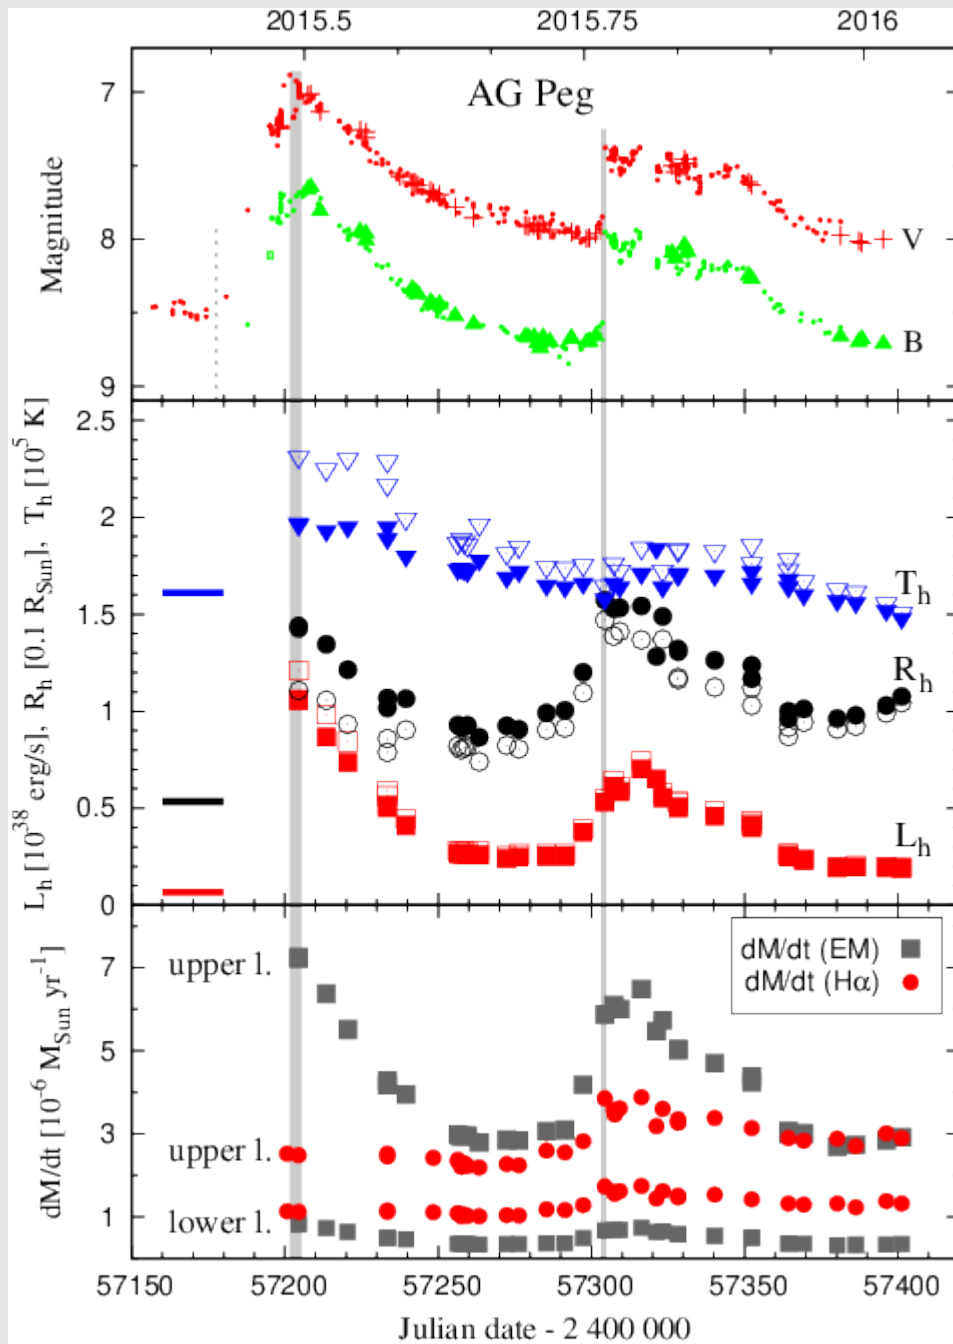 2015.5 2015.75 2016
AG Peg
7
8
9
Magnitude
V
B
2.5
2
1.5
1
0.5
0
L_h [10^38 erg/s], R_h [0.1 R_Sun], T_h [10^5 K]
T_h
R_h
L_h
dM/dt (EM)
dM/dt (Hα)
upper l.
upper l.
lower l.
7
5
3
1
dM/dt [10^-6 M_Sun yr^-1]
57150 57200 57250 57300 57350 57400
Julian date - 2 400 000